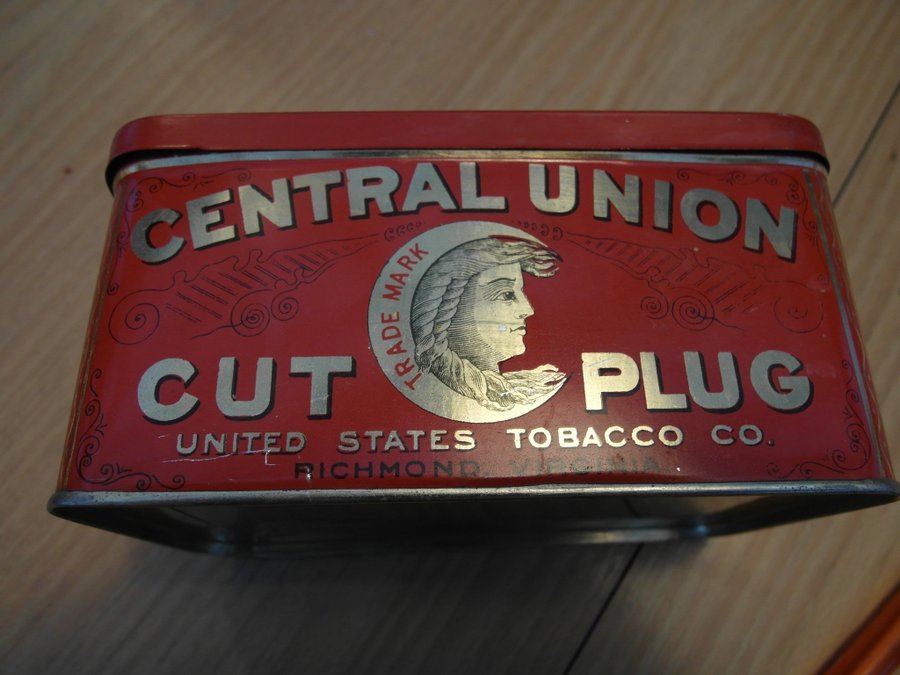 CENTRAL UNION
TRADE MARK
CUT PLUG
UNITED STATES TOBACCO CO.
RICHMOND, VIRGINIA